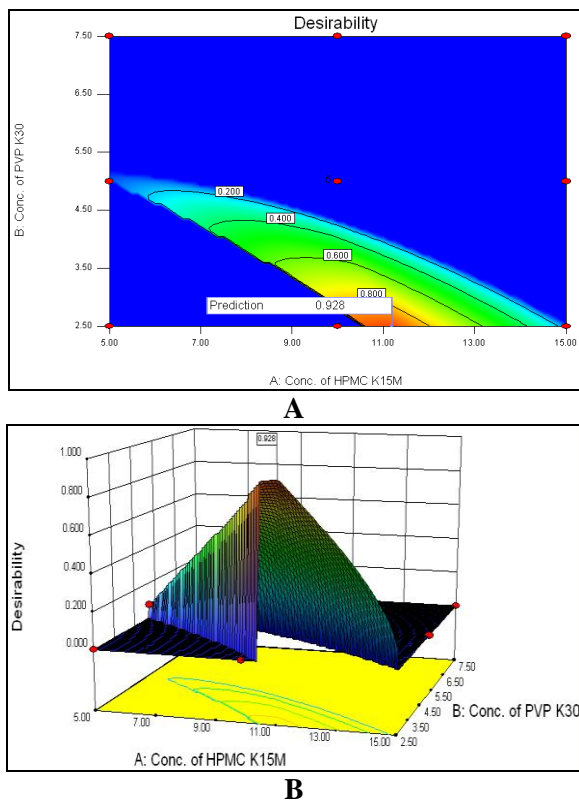 Desirability
7.50
6.50
5.50
4.50
3.50
2.50
B: Conc. of PVP K30
0.200
0.400
0.600
0.800
Prediction 0.928
5
5.00 7.00 9.00 11.00 13.00 15.00
A: Conc. of HPMC K15M
A
0.928
1.000
0.800
0.600
0.400
0.200
0.000
Desirability
5.00 7.00 9.00 11.00 13.00 15.00
A: Conc. of HPMC K15M
7.50
6.50
5.50
4.50
3.50
2.50
B: Conc. of PVP K30
B